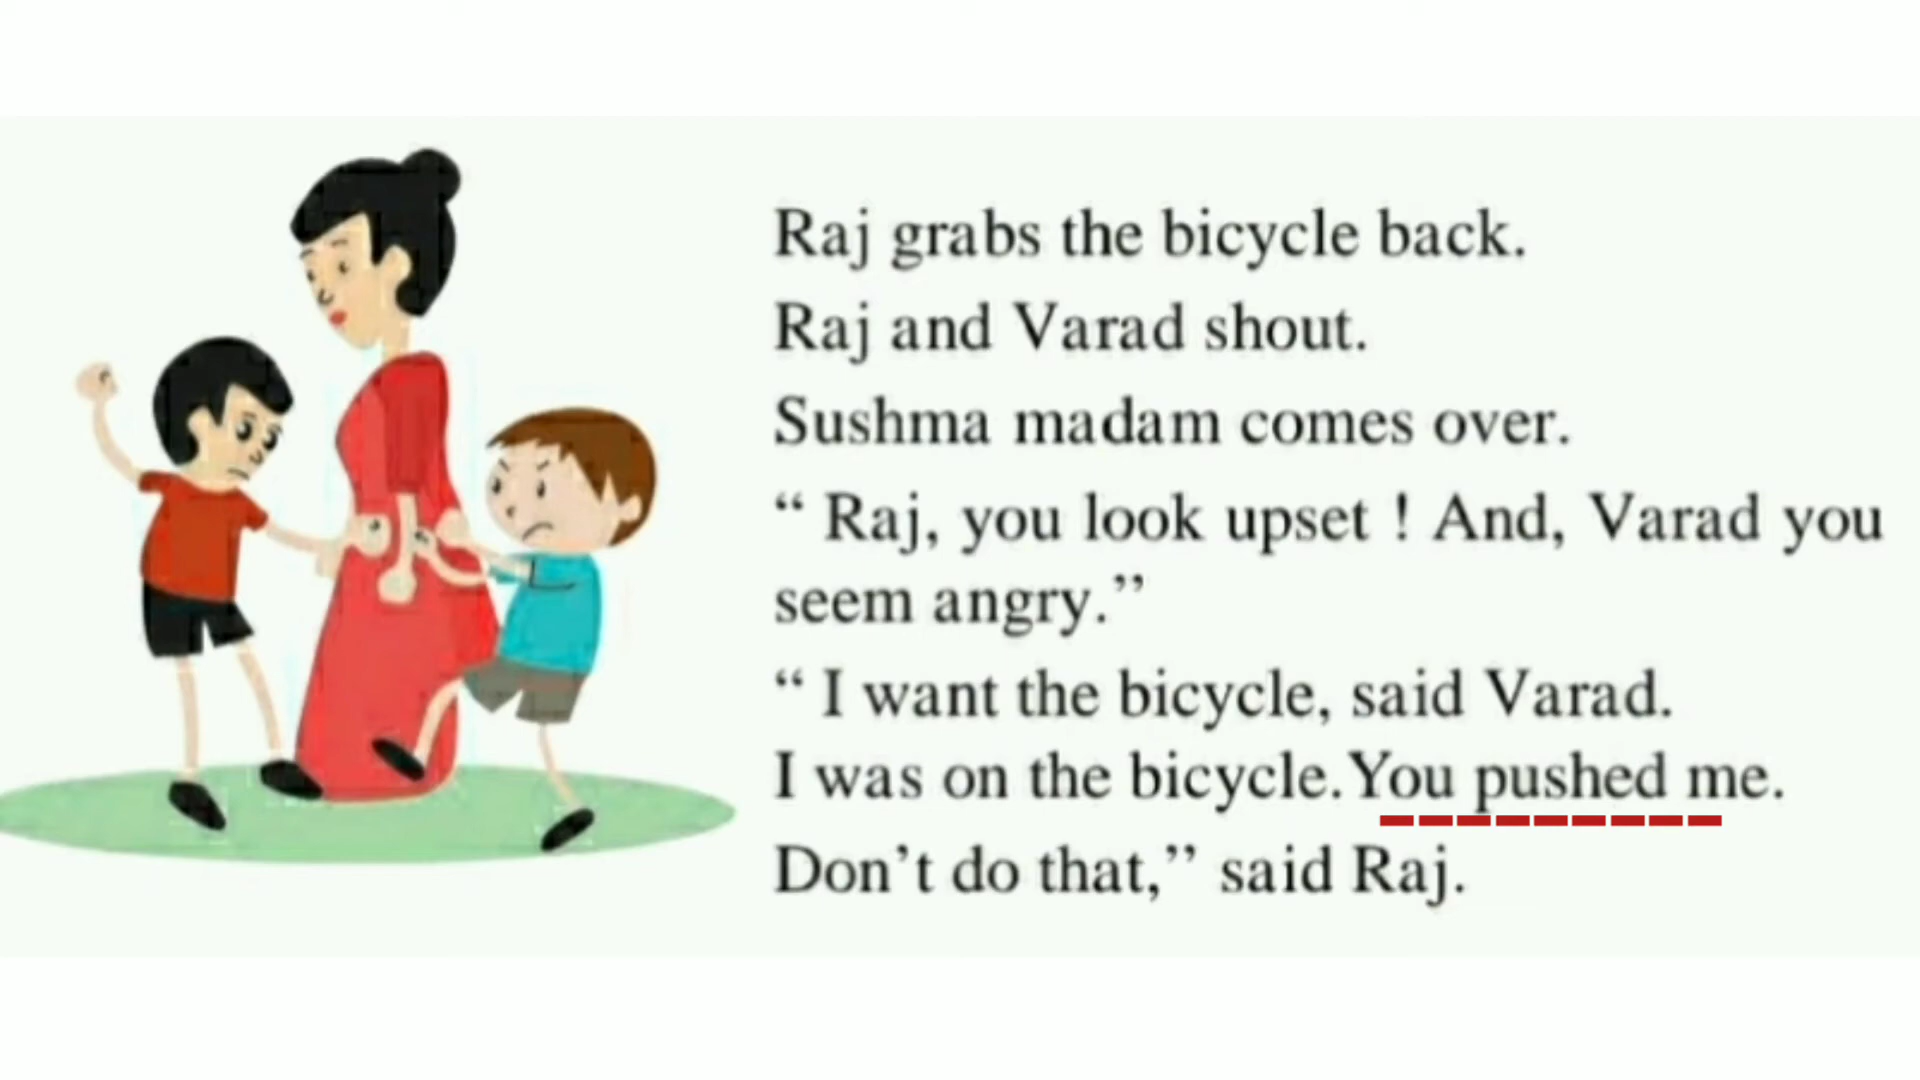 Raj grabs the bicycle back.
Raj and Varad shout.
Sushma madam comes over.
“ Raj, you look upset ! And, Varad you
seem angry.”
“ I want the bicycle, said Varad.
I was on the bicycle. You pushed me.
Don’t do that,” said Raj.